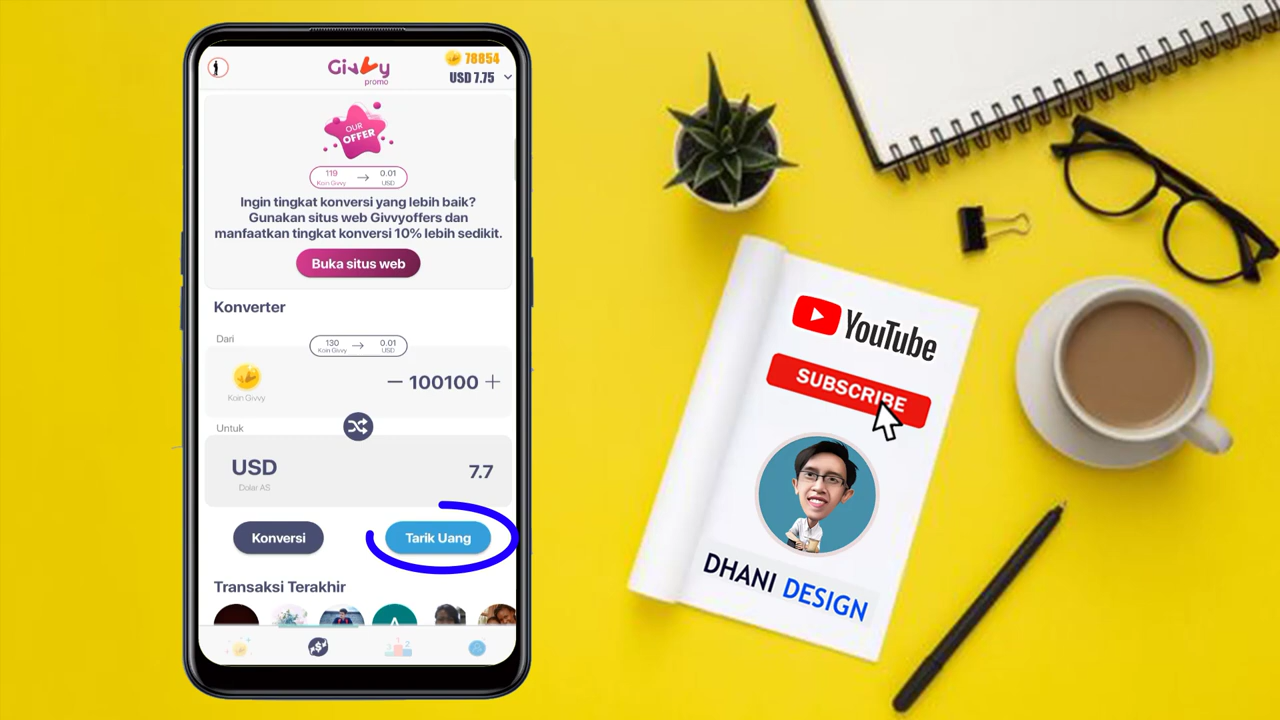 Givvy
promo
78854
USD 7.75
OUR
OFFER
119
Koin Givvy
0.01
USD
Ingin tingkat konversi yang lebih baik?
Gunakan situs web Givvyoffers dan
manfaatkan tingkat konversi 10% lebih sedikit.
Buka situs web
Konverter
Dari
130
Koin Givvy
0.01
USD
Koin Givvy
— 100100 +
Untuk
USD
Dolar AS
7.7
Konversi
Tarik Uang
Transaksi Terakhir
A
3 1 2
YouTube
SUBSCRIBE
DHANI DESIGN